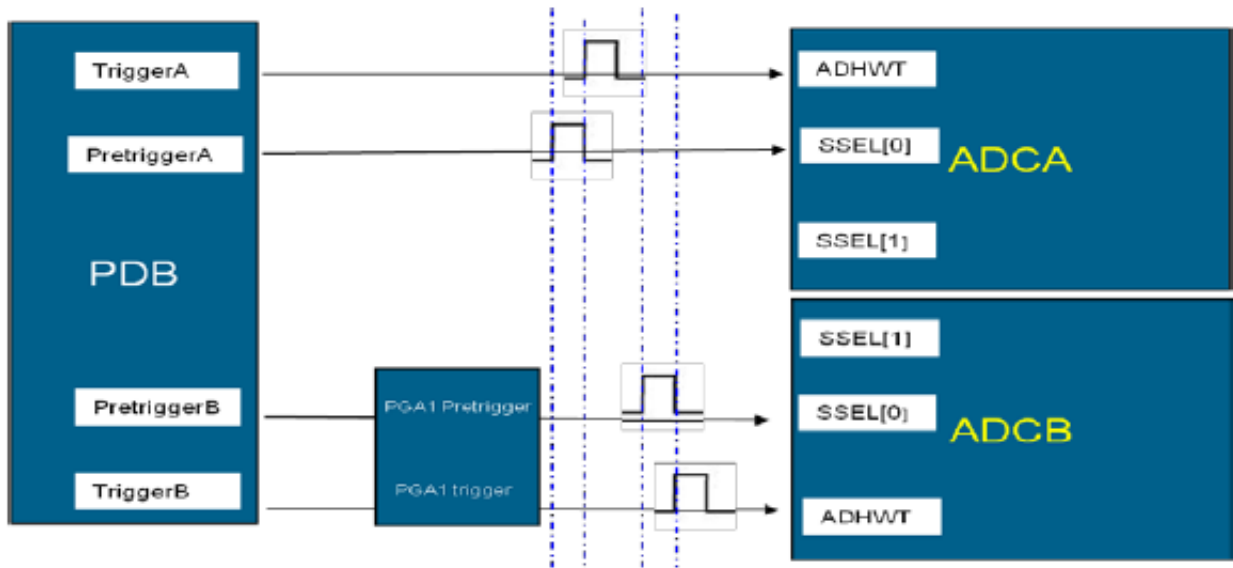 TriggerA
PretriggerA
PDB
PretriggerB
TriggerB
PGA1 Pretrigger
PGA1 trigger
ADHWT
SSEL[0]
ADCA
SSEL[1]
SSEL[1]
SSEL[0]
ADCB
ADHWT